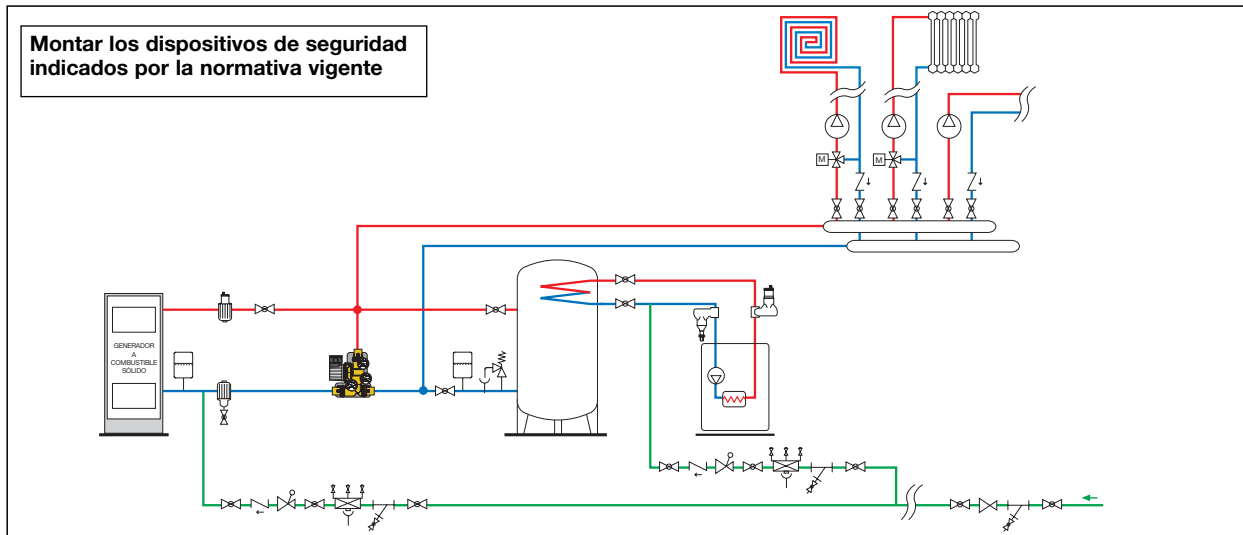 Montar los dispositivos de seguridad
indicados por la normativa vigente
M
M
GENERADOR
A
COMBUSTIBLE
SÓLIDO